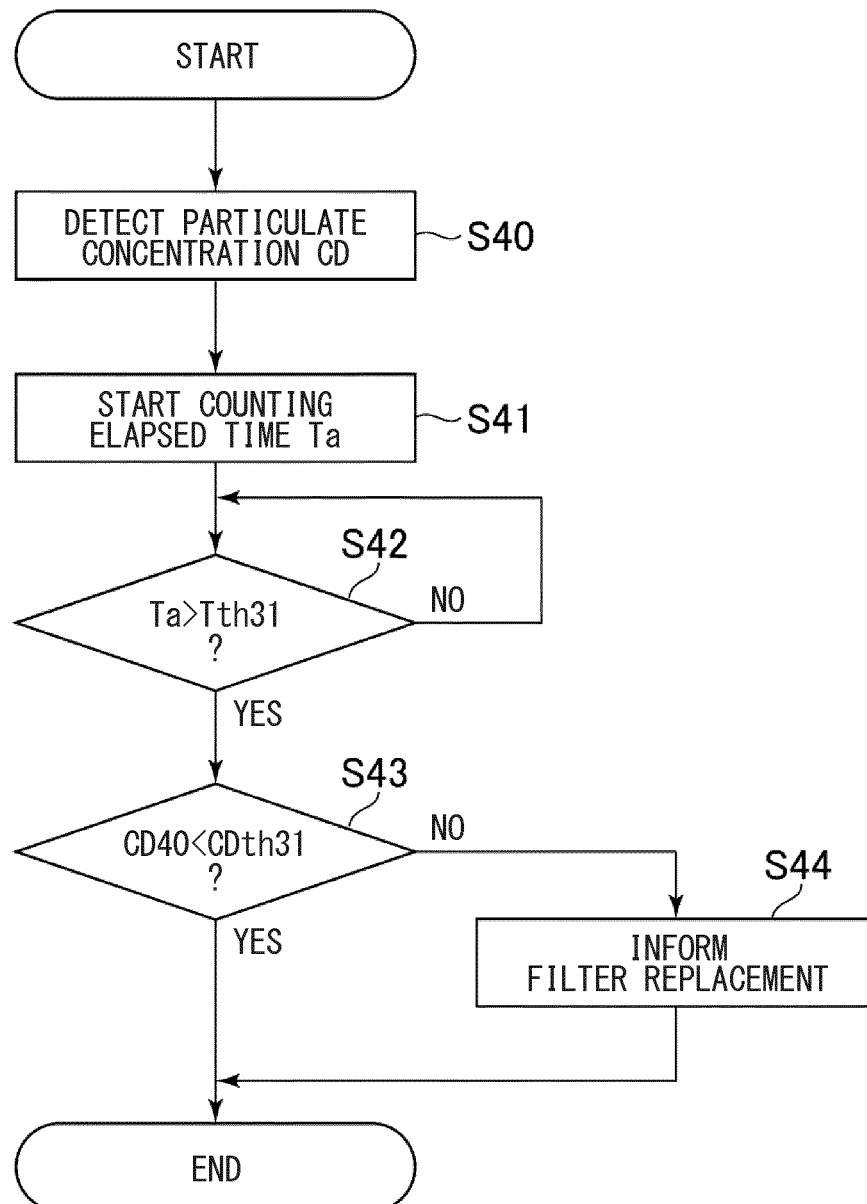 START
DETECT PARTICULATE
CONCENTRATION CD
S40
START COUNTING
ELAPSED TIME Ta
S41
S42
Ta>Tth31
?
NO
YES
S43
CD40<CDth31
?
NO
YES
S44
INFORM
FILTER REPLACEMENT
END